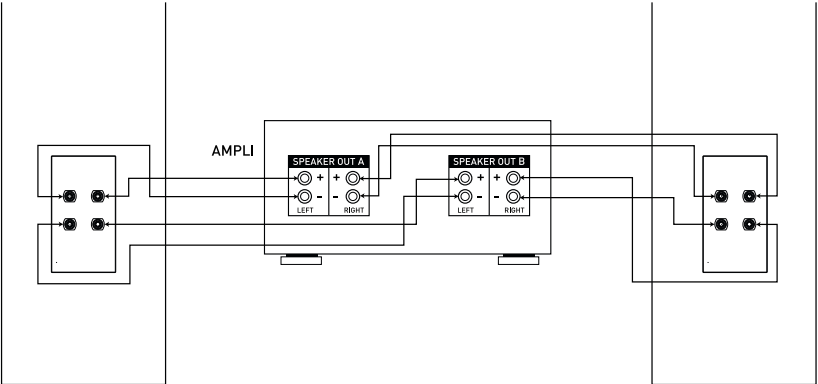 AMPLI
SPEAKER OUT A
+ +
- -
LEFT RIGHT
SPEAKER OUT B
+ +
- -
LEFT RIGHT